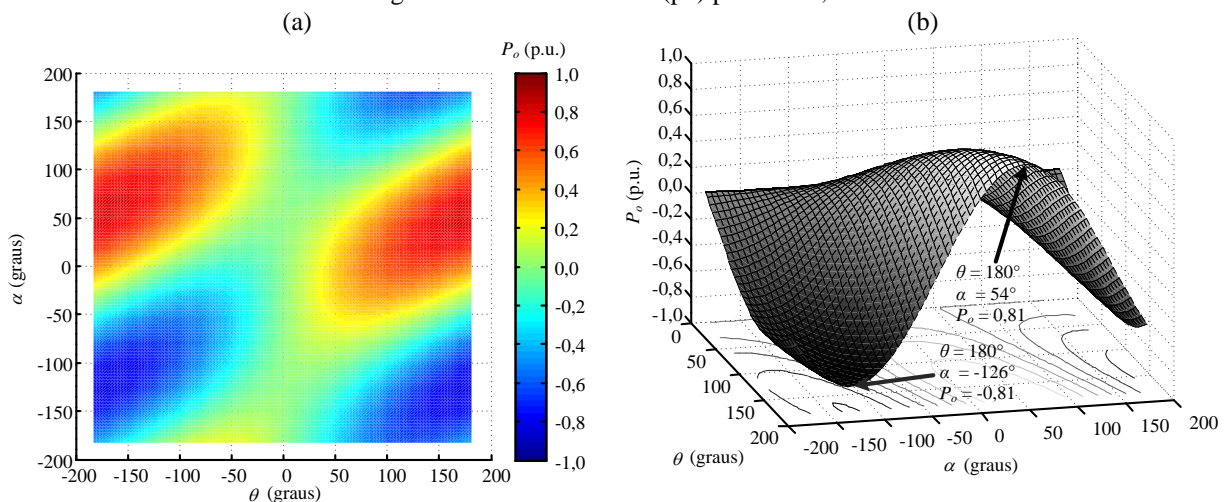 (a)
(b)
P_o (p.u.)
200
150
100
50
0
-50
-100
-150
-200
α (graus)
-200 -150 -100 -50 0 50 100 150 200
θ (graus)
1,0
0,8
0,6
0,4
0,2
0,0
-0,2
-0,4
-0,6
-0,8
-1,0
1,0
0,8
0,6
0,4
0,2
0,0
-0,2
-0,4
-0,6
-0,8
-1,0
P_o (p.u.)
θ = 180°
α = 54°
P_o = 0,81
θ = 180°
α = -126°
P_o = -0,81
0
50
100
150
200
θ (graus)
-200 -150 -100 -50 0 50 100 150 200
α (graus)